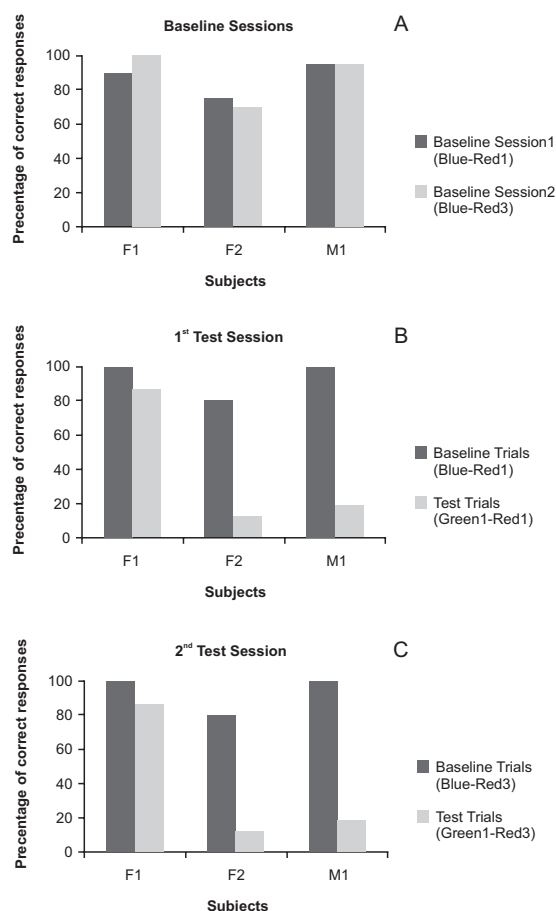 Baseline Sessions
A
Precentage of correct responses
100
80
60
40
20
0
F1 F2 M1
Subjects
Baseline Session1
(Blue-Red1)
Baseline Session2
(Blue-Red3)
1st Test Session
B
Precentage of correct responses
100
80
60
40
20
0
F1 F2 M1
Subjects
Baseline Trials
(Blue-Red1)
Test Trials
(Green1-Red1)
2nd Test Session
C
Precentage of correct responses
100
80
60
40
20
0
F1 F2 M1
Subjects
Baseline Trials
(Blue-Red3)
Test Trials
(Green1-Red3)